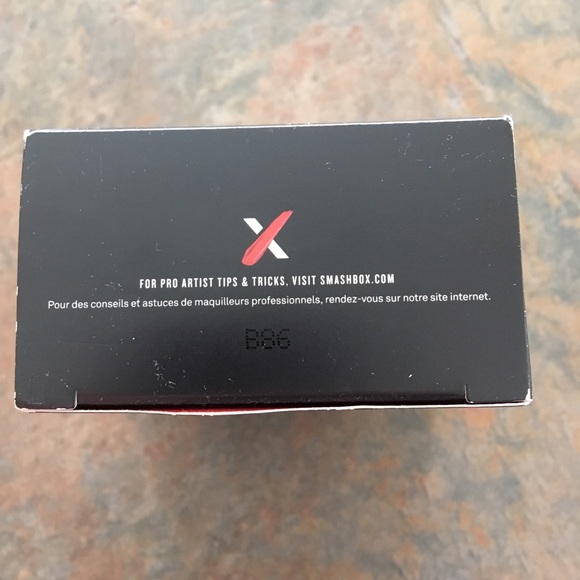 X
FOR PRO ARTIST TIPS & TRICKS, VISIT SMASHBOX.COM
Pour des conseils et astuces de maquilleurs professionnels, rendez-vous sur notre site internet.
B86